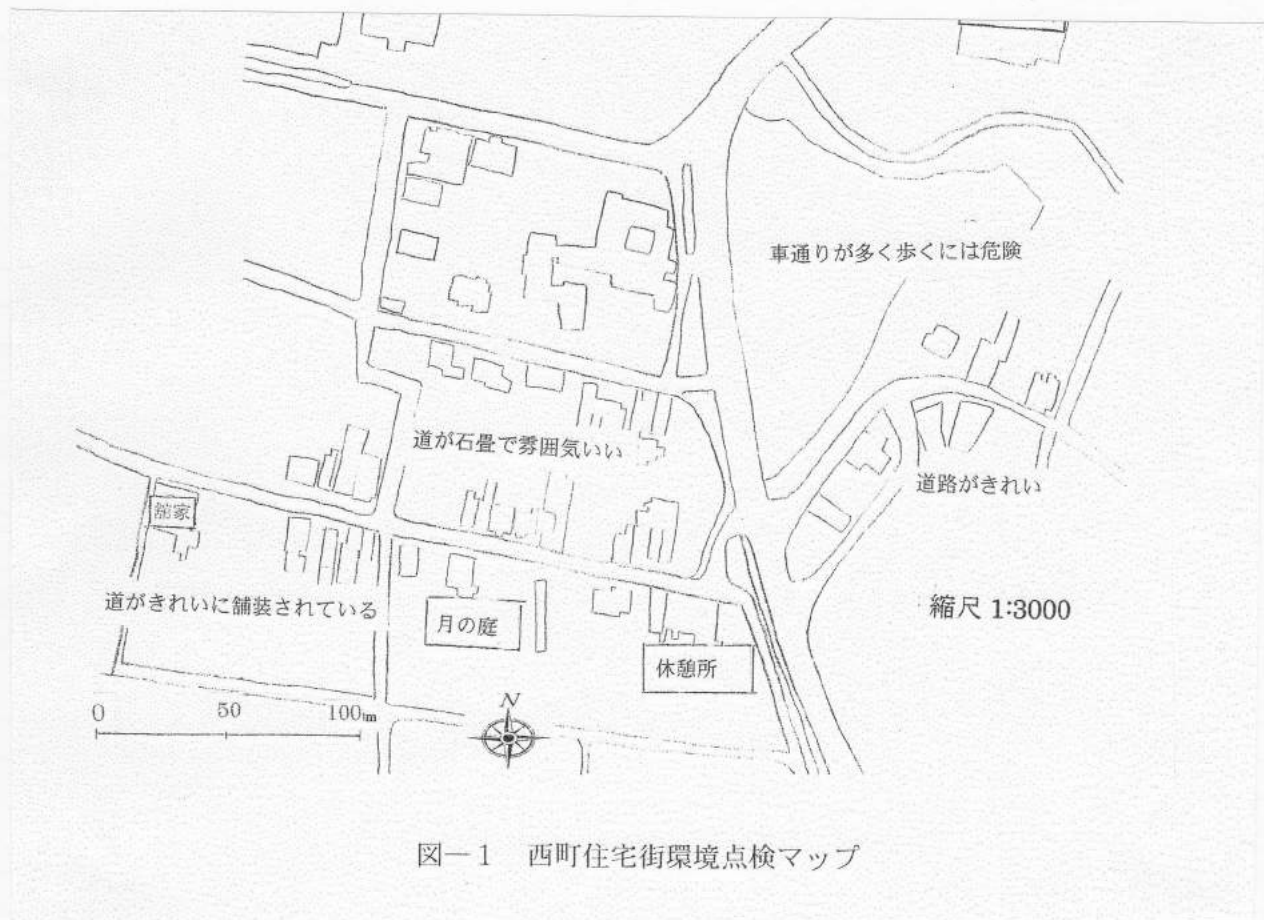 車通りが多く歩くには危険
道が石畳で雰囲気いい
道路がきれい
舘家
道がきれいに舗装されている
月の庭
縮尺 1:3000
休憩所
N
0 50 100m
図―1 西町住宅街環境点検マップ